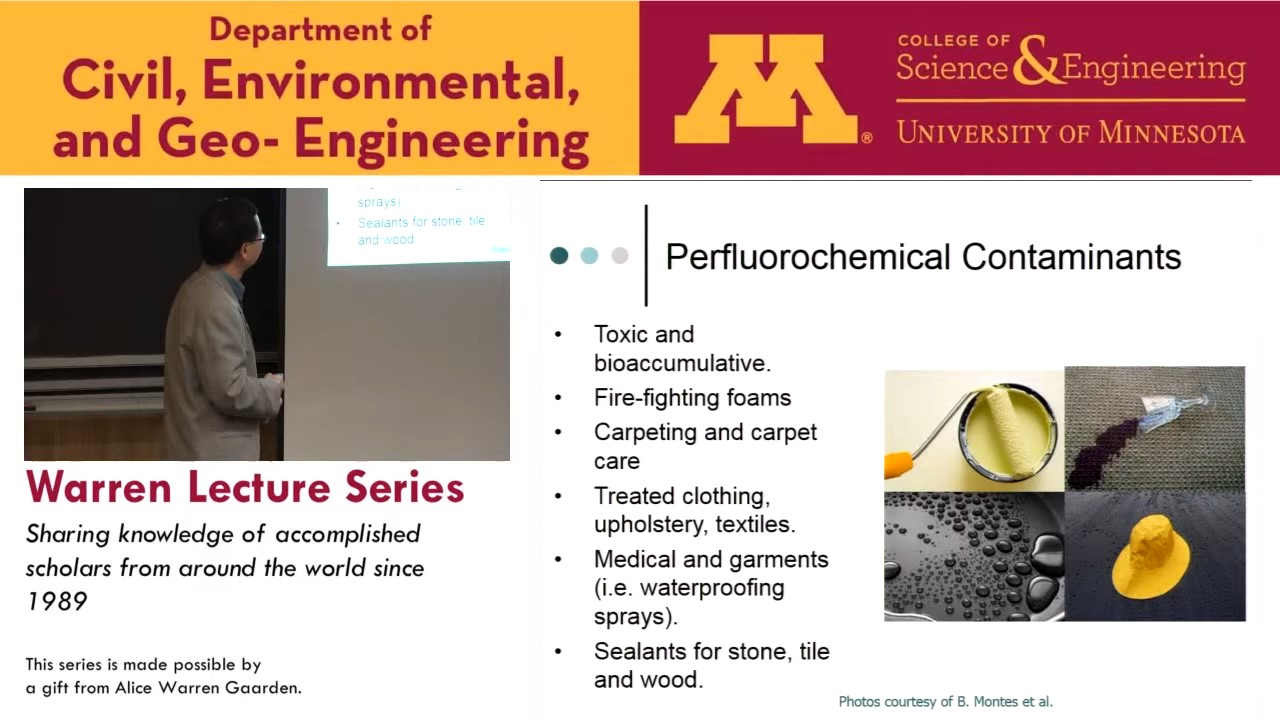 Department of
Civil, Environmental,
and Geo- Engineering
M®
COLLEGE OF
Science & Engineering
UNIVERSITY OF MINNESOTA
sprays)
• Sealants for stone, tile
and wood.
Warren Lecture Series
Sharing knowledge of accomplished
scholars from around the world since
1989
This series is made possible by
a gift from Alice Warren Gaarden.
Perfluorochemical Contaminants
• Toxic and
bioaccumulative.
• Fire-fighting foams
• Carpeting and carpet
care
• Treated clothing,
upholstery, textiles.
• Medical and garments
(i.e. waterproofing
sprays).
• Sealants for stone, tile
and wood.
Photos courtesy of B. Montes et al.